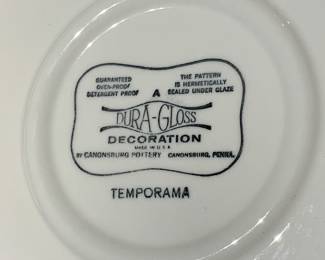 GUARANTEED
OVEN-PROOF
DETERGENT PROOF
A
THE PATTERN
IS HERMETICALLY
SEALED UNDER GLAZE
DURA-GLOSS
DECORATION
MADE IN U.S.A.
BY CANONSBURG POTTERY CANONSBURG, PENNA.
TEMPORAMA